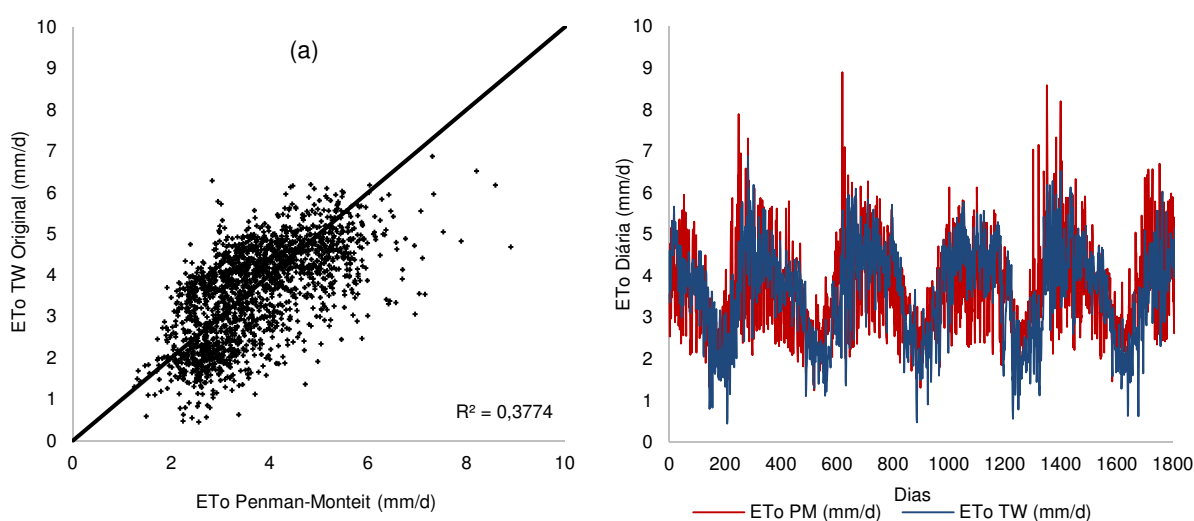 (a)
ETo TW Original (mm/d)
10
9
8
7
6
5
4
3
2
1
0
R² = 0,3774
0 2 4 6 8 10
ETo Penman-Monteit (mm/d)
ETo Diária (mm/d)
10
9
8
7
6
5
4
3
2
1
0
0 200 400 600 800 1000 1200 1400 1600 1800
Dias
ETo PM (mm/d) ETo TW (mm/d)